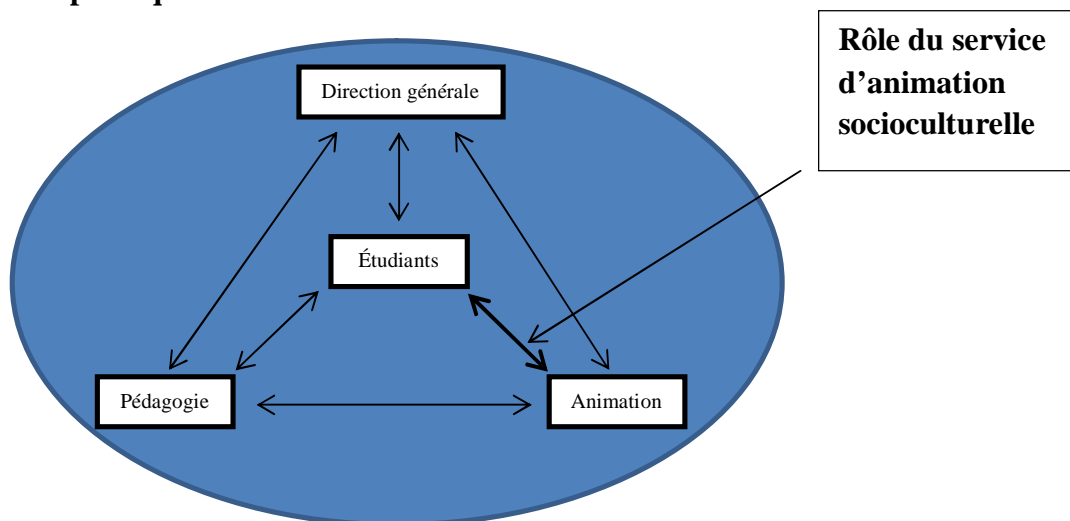 Rôle du service
d’animation
socioculturelle
Direction générale
Étudiants
Pédagogie
Animation